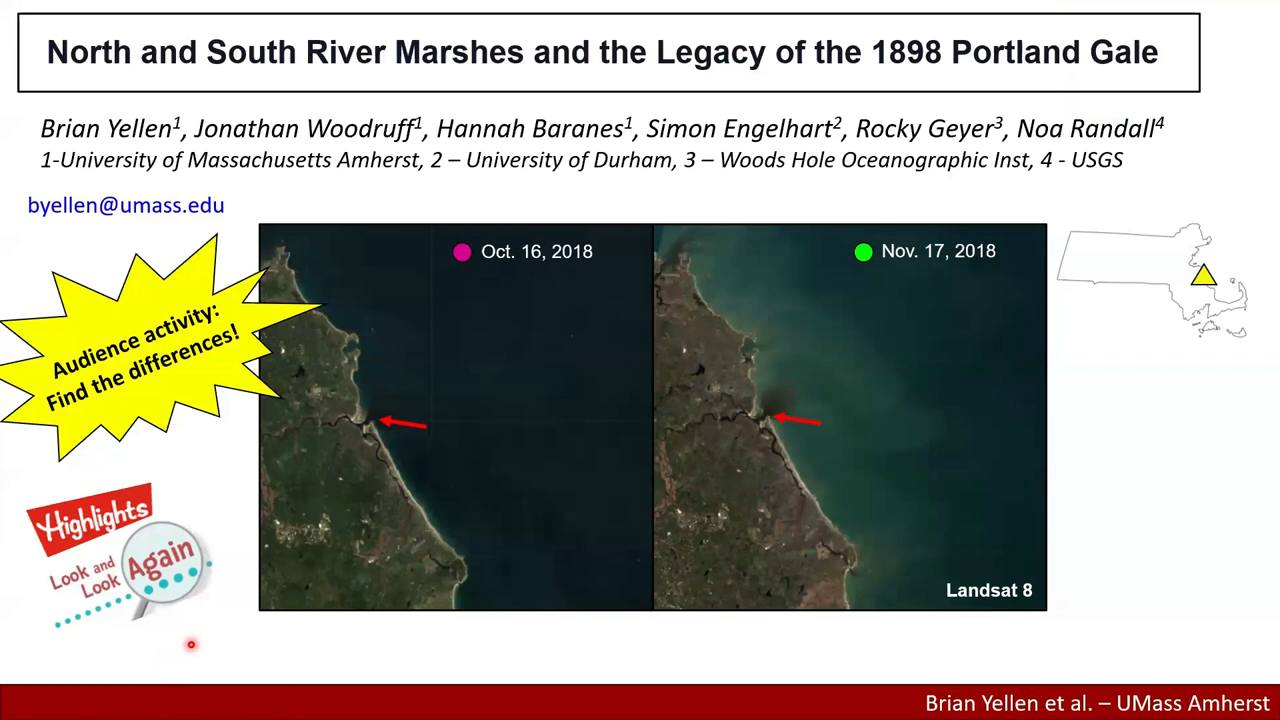 North and South River Marshes and the Legacy of the 1898 Portland Gale
Brian Yellen1, Jonathan Woodruff1, Hannah Baranes1, Simon Engelhart2, Rocky Geyer3, Noa Randall4
1-University of Massachusetts Amherst, 2 – University of Durham, 3 – Woods Hole Oceanographic Inst, 4 - USGS
byellen@umass.edu
Audience activity:
Find the differences!
Oct. 16, 2018
Nov. 17, 2018
Landsat 8
Highlights
Look and
Look
Again
Brian Yellen et al. – UMass Amherst